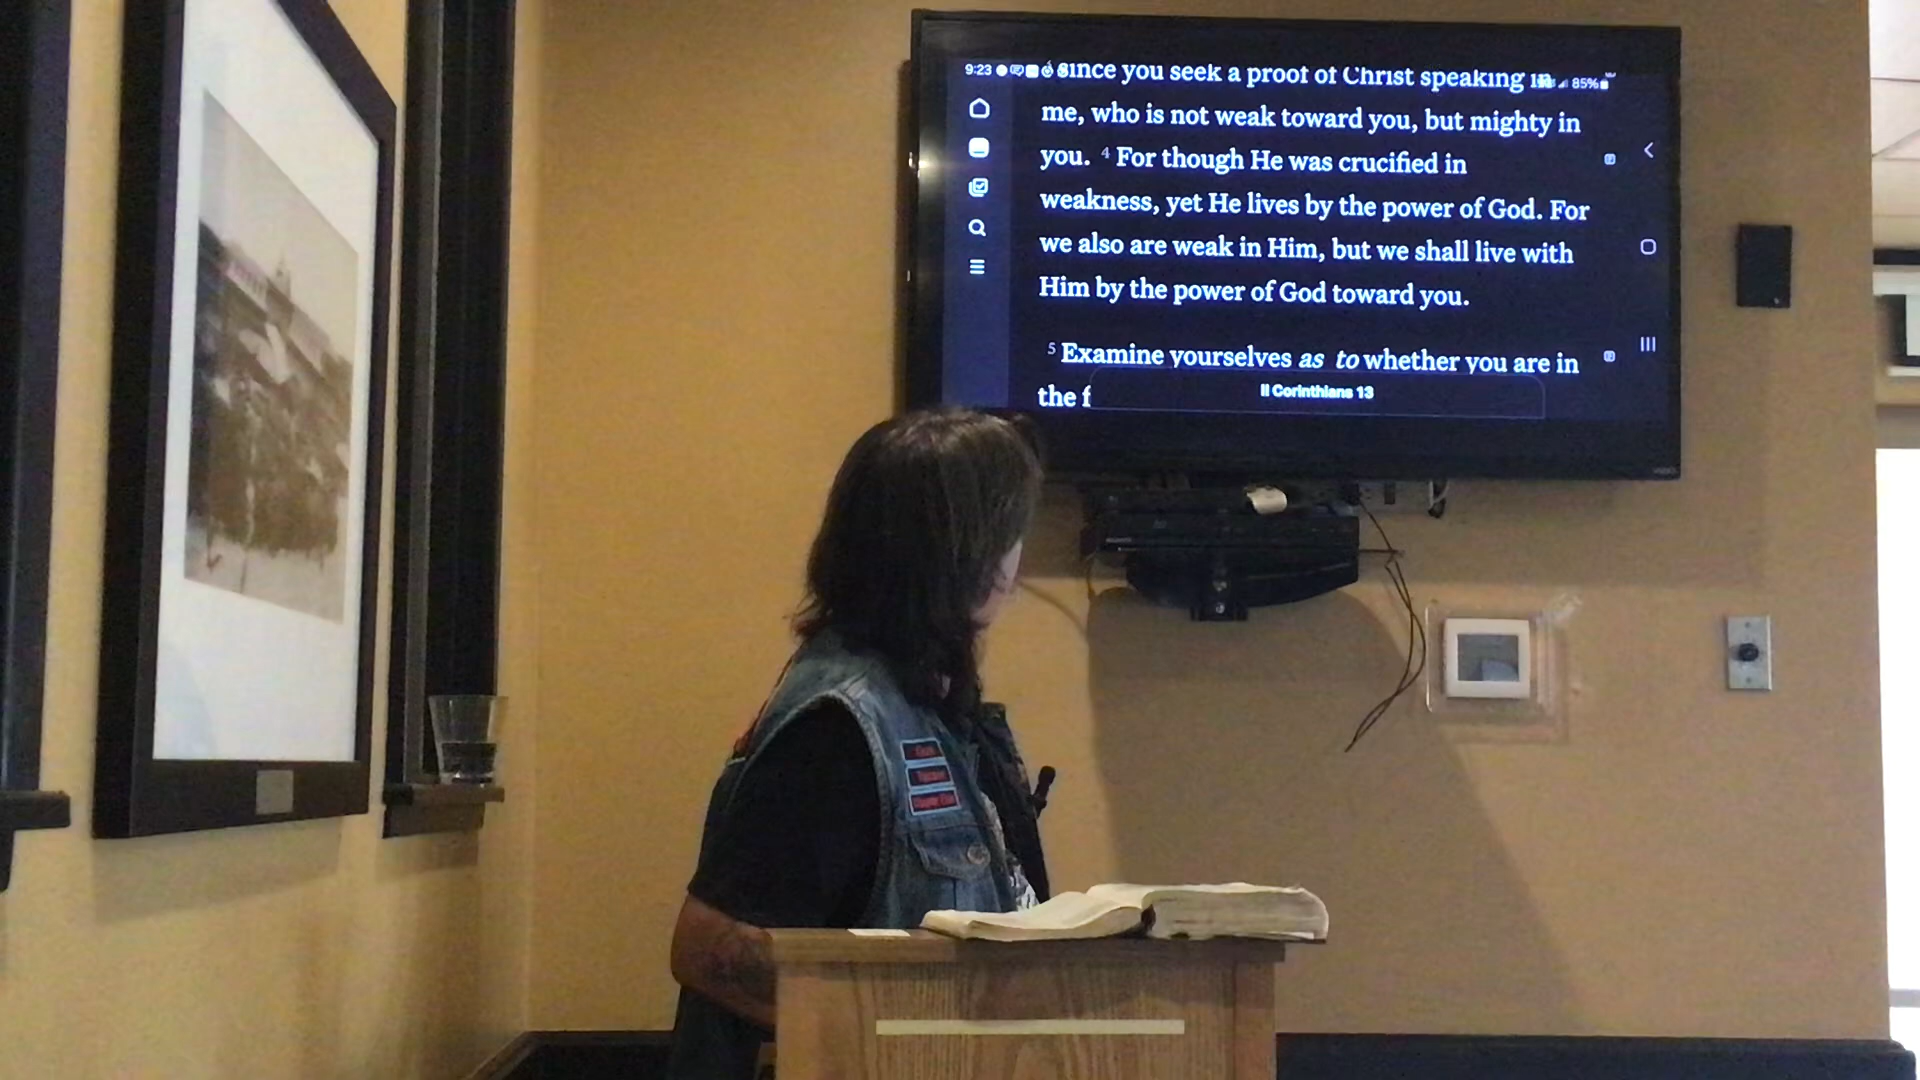 9:23
85%
since you seek a proof of Christ speaking in
me, who is not weak toward you, but mighty in
you. 4 For though He was crucified in
weakness, yet He lives by the power of God. For
we also are weak in Him, but we shall live with
Him by the power of God toward you.
5 Examine yourselves as to whether you are in
the f
II Corinthians 13